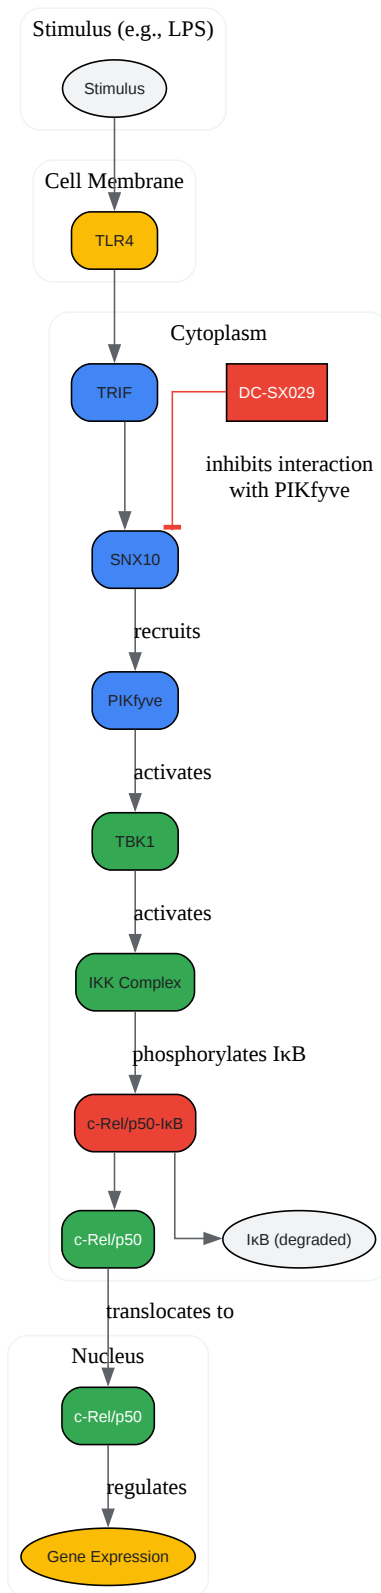 Stimulus (e.g., LPS)
Stimulus
Cell Membrane
TLR4
Cytoplasm
TRIF
DC-SX029
inhibits interaction
with PIKfyve
SNX10
recruits
PIKfyve
activates
TBK1
activates
IKK Complex
phosphorylates IκB
c-Rel/p50-IκB
c-Rel/p50
IκB (degraded)
translocates to
Nucleus
c-Rel/p50
regulates
Gene Expression